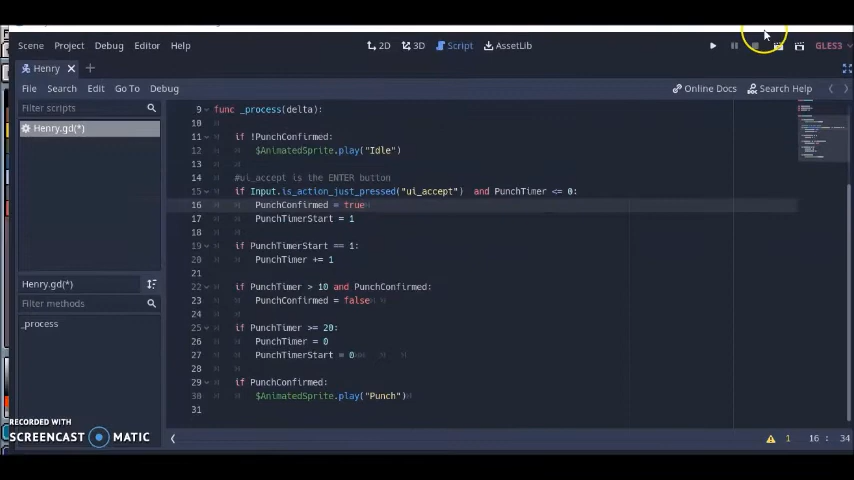 Scene Project Debug Editor Help 2D 3D Script AssetLib GLES3
Henry
File Search Edit Go To Debug Online Docs Search Help
Filter scripts
Henry.gd(*)
Henry.gd(*)
Filter methods
_process
9 func _process(delta):
10
11 if !PunchConfirmed:
12 $AnimatedSprite.play("Idle")
13
14 #ui_accept is the ENTER button
15 if Input.is_action_just_pressed("ui_accept") and PunchTimer <= 0:
16 PunchConfirmed = true
17 PunchTimerStart = 1
18
19 if PunchTimerStart == 1:
20 PunchTimer += 1
21
22 if PunchTimer > 10 and PunchConfirmed:
23 PunchConfirmed = false
24
25 if PunchTimer >= 20:
26 PunchTimer = 0
27 PunchTimerStart = 0
28
29 if PunchConfirmed:
30 $AnimatedSprite.play("Punch")
31
1 16 : 34
RECORDED WITH
SCREENCAST MATIC